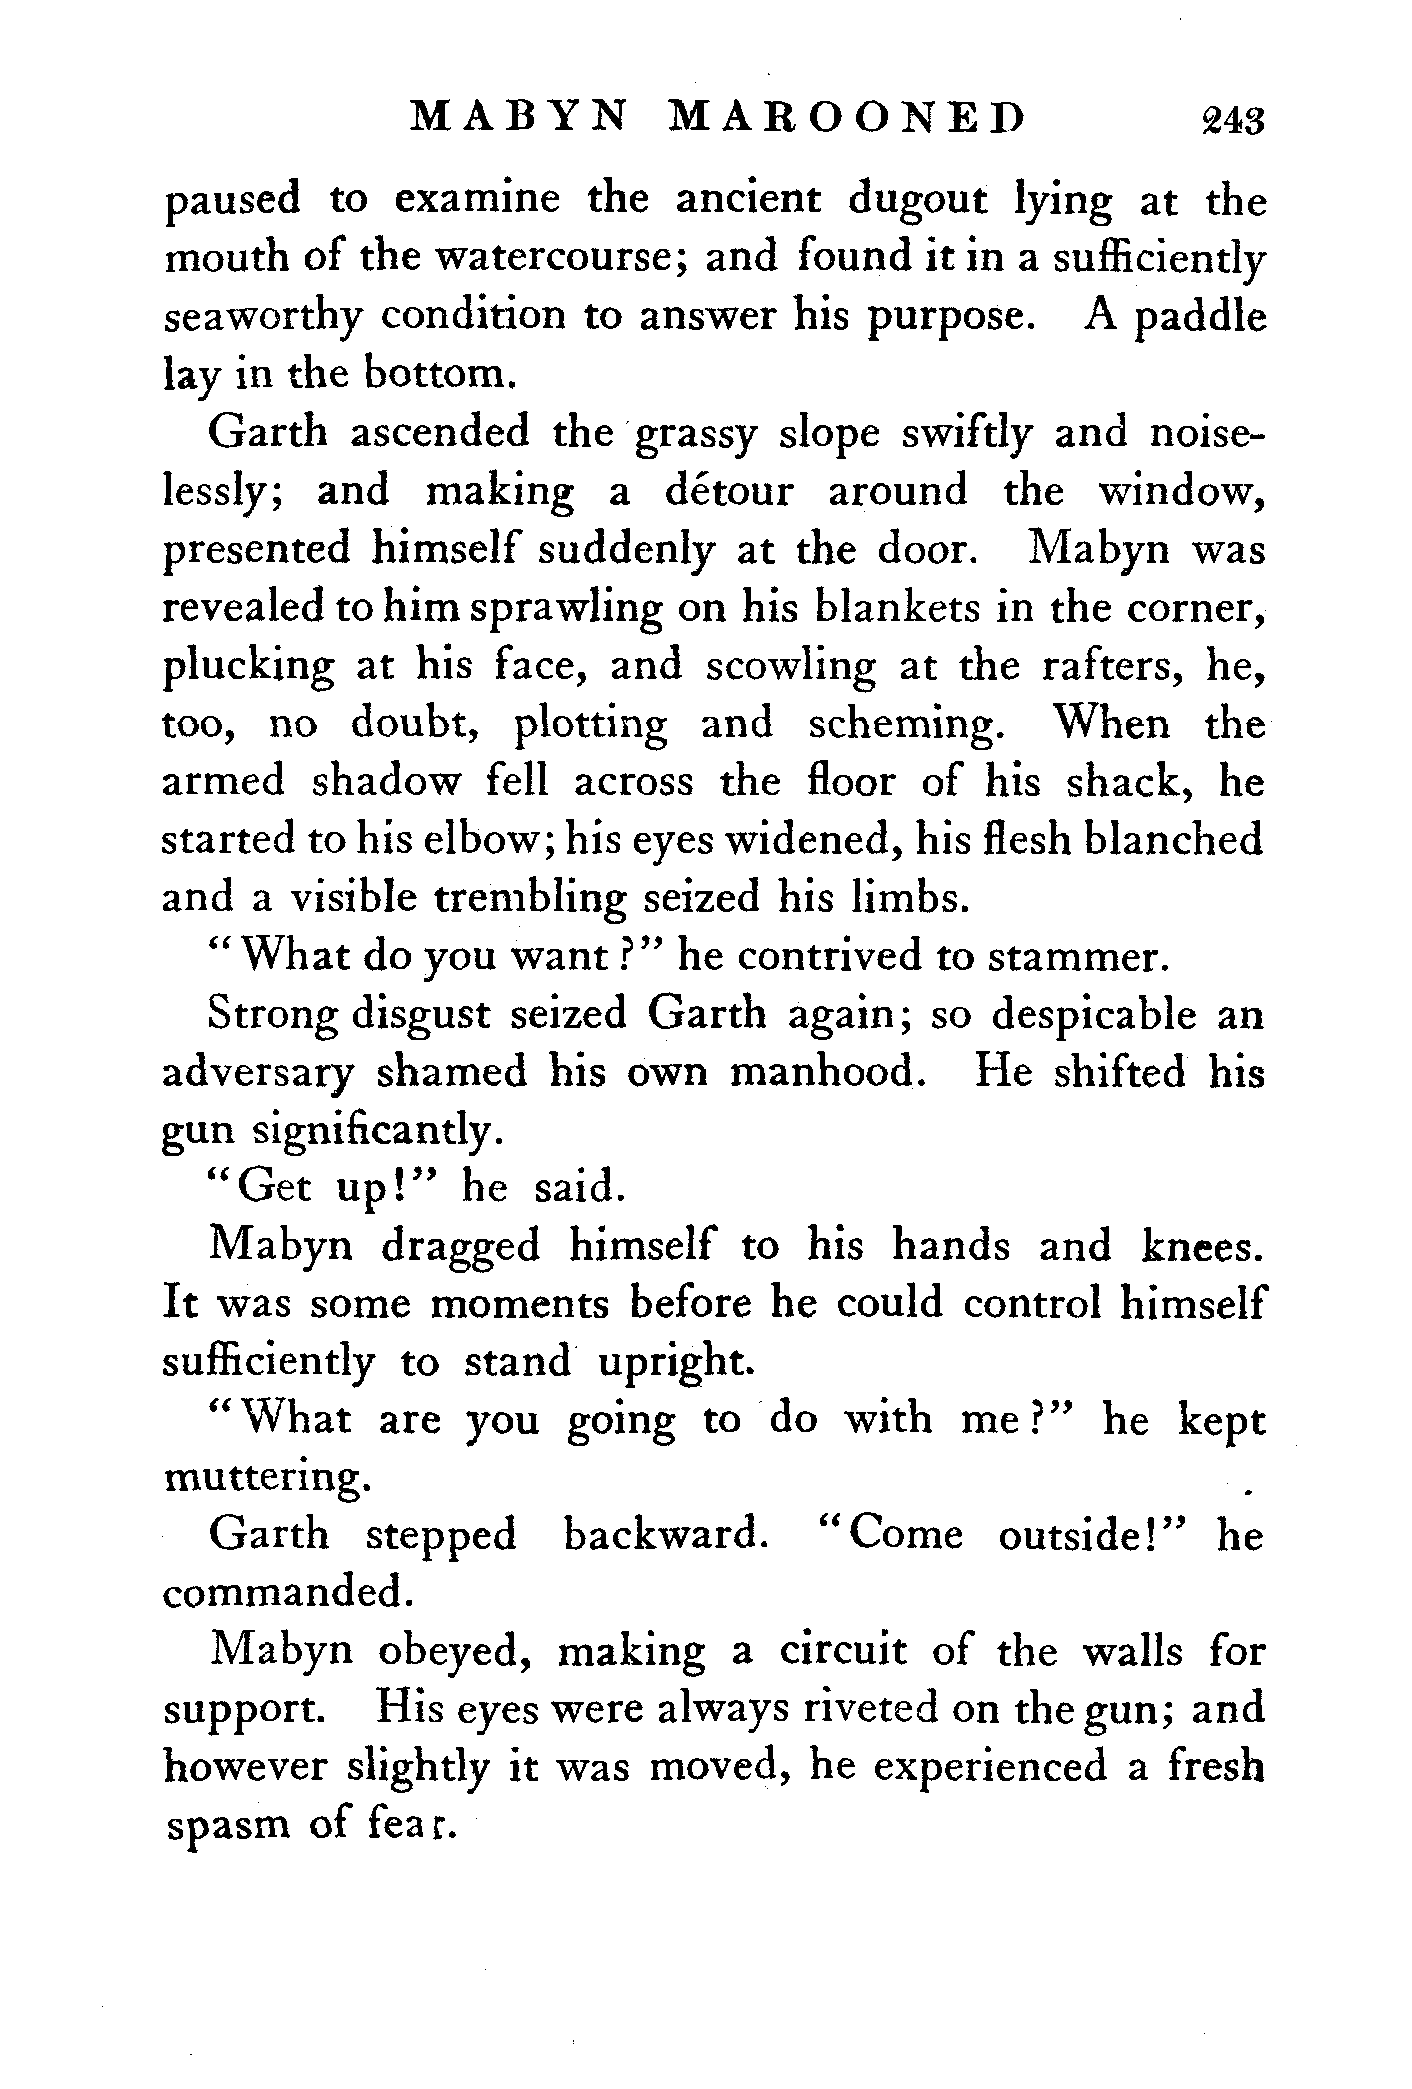 MABYN MAROONED 243
paused to examine the ancient dugout lying at the
mouth of the watercourse; and found it in a sufficiently
seaworthy condition to answer his purpose. A paddle
lay in the bottom.
Garth ascended the grassy slope swiftly and noise-
lessly; and making a détour around the window,
presented himself suddenly at the door. Mabyn was
revealed to him sprawling on his blankets in the corner,
plucking at his face, and scowling at the rafters, he,
too, no doubt, plotting and scheming. When the
armed shadow fell across the floor of his shack, he
started to his elbow; his eyes widened, his flesh blanched
and a visible trembling seized his limbs.
"What do you want?" he contrived to stammer.
Strong disgust seized Garth again; so despicable an
adversary shamed his own manhood. He shifted his
gun significantly.
"Get up!" he said.
Mabyn dragged himself to his hands and knees.
It was some moments before he could control himself
sufficiently to stand upright.
"What are you going to do with me?" he kept
muttering.
Garth stepped backward. "Come outside!" he
commanded.
Mabyn obeyed, making a circuit of the walls for
support. His eyes were always riveted on the gun; and
however slightly it was moved, he experienced a fresh
spasm of fear.